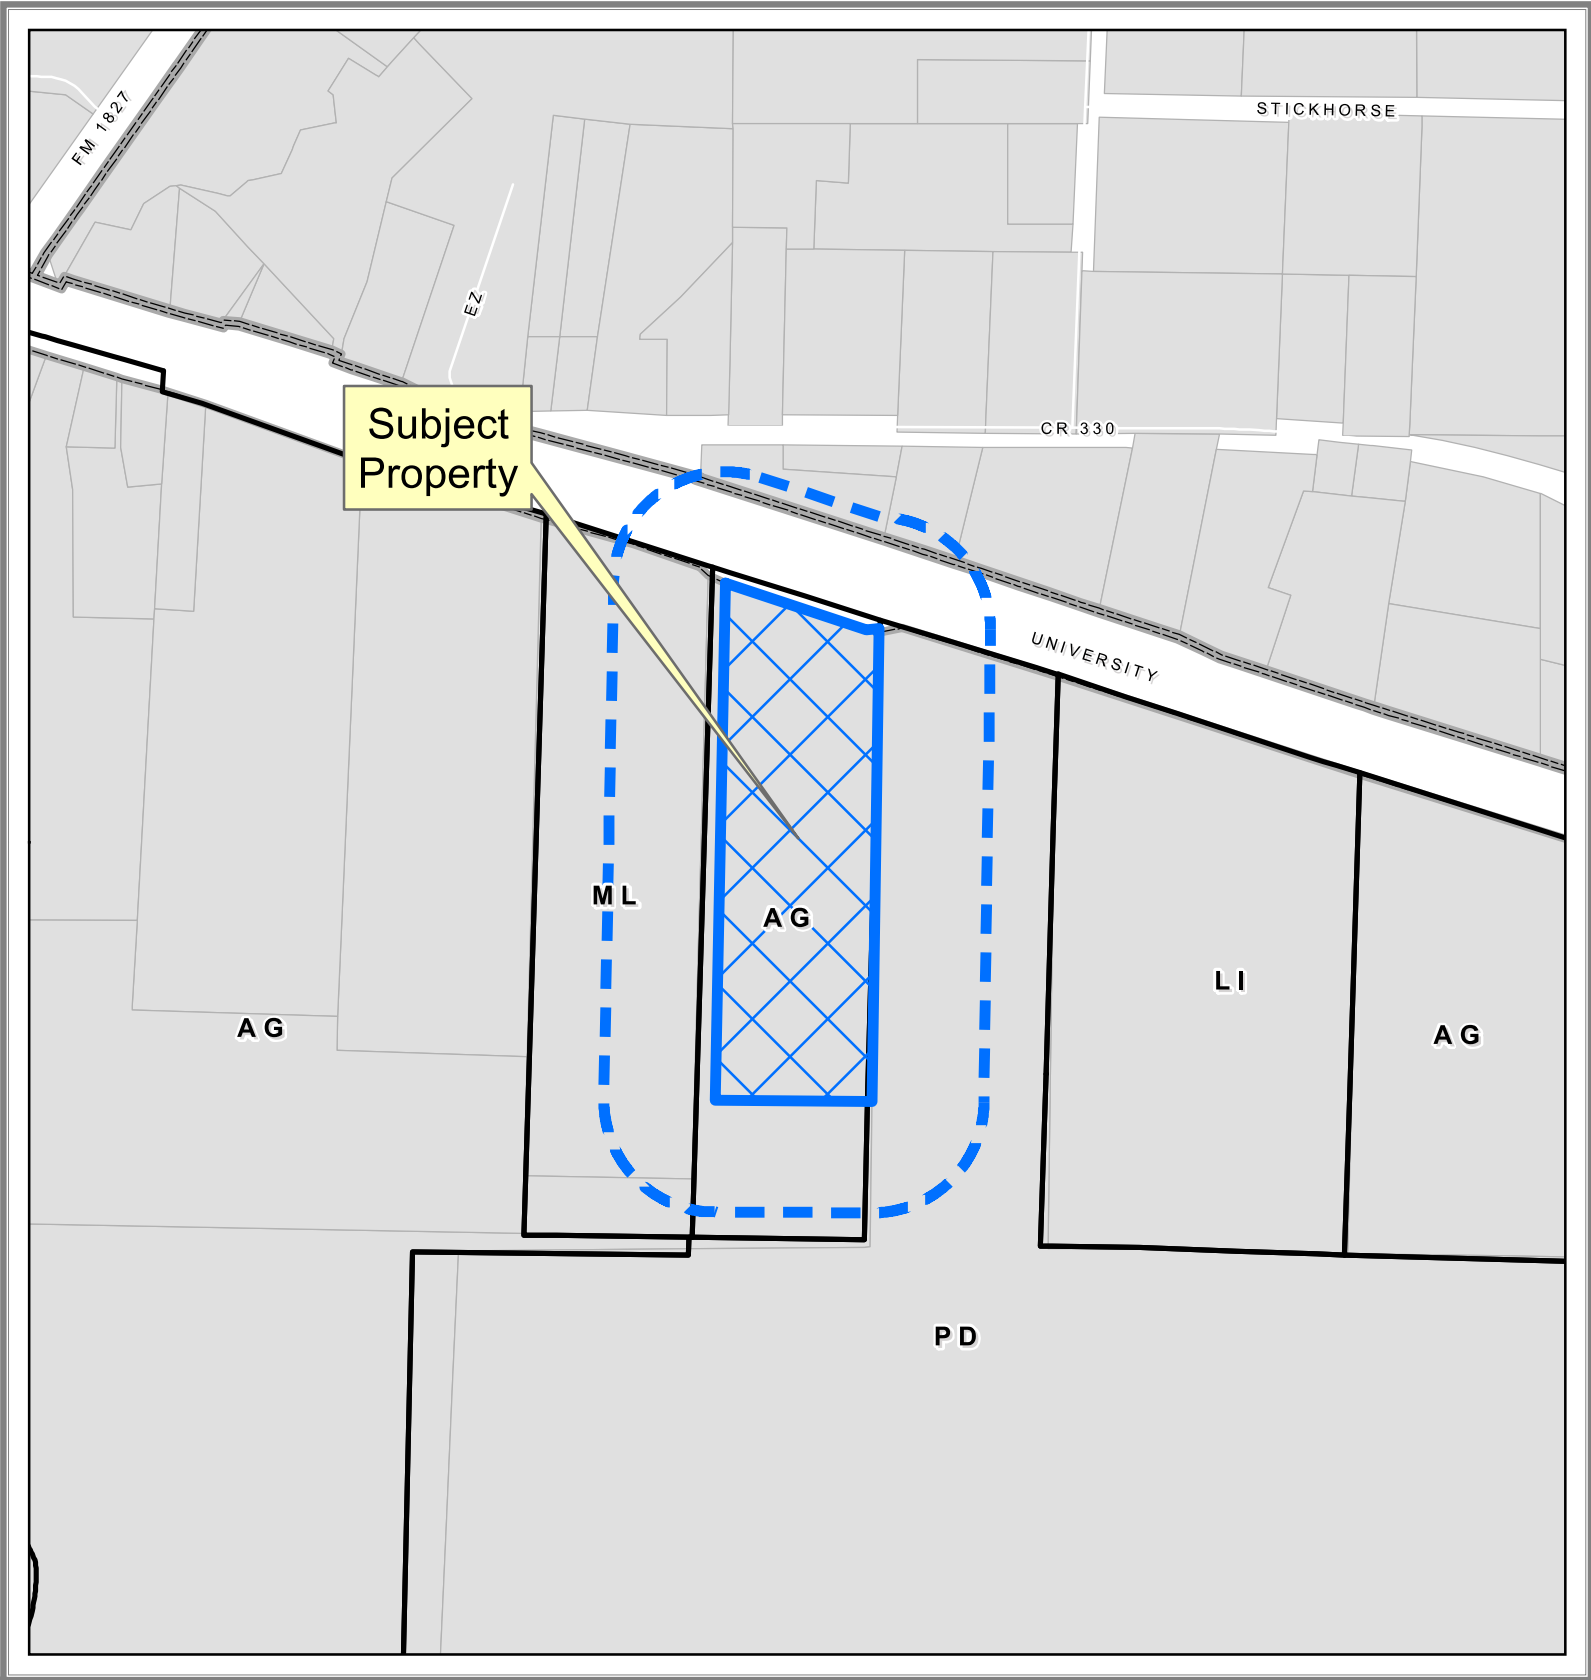 STICKHORSE
FM 1827
EZ
Subject
Property
CR 330
UNIVERSITY
ML
AG
LI
AG
AG
PD